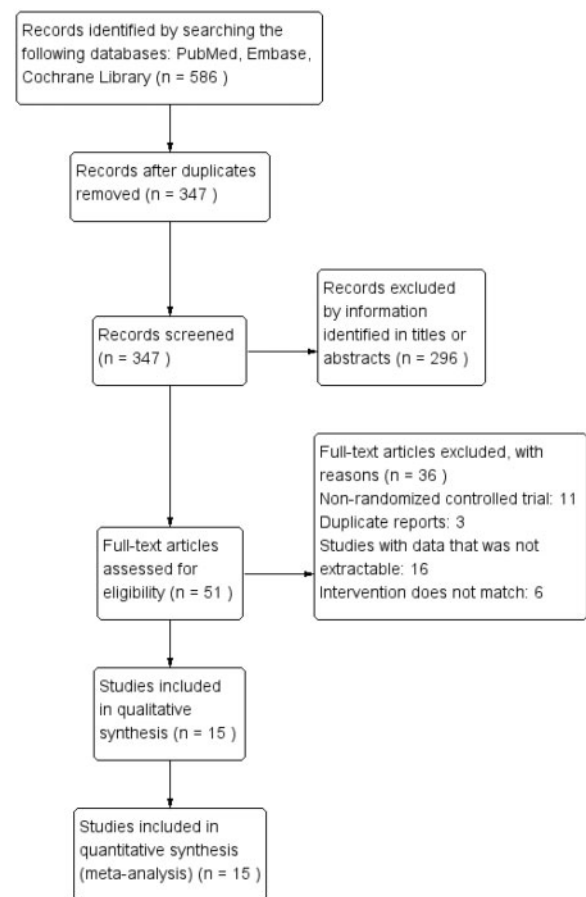 Records identified by searching
the following databases: PubMed, Embase,
Cochrane Library (n = 586 )
Records after duplicates
removed (n = 347 )
Records screened
(n = 347 )
Records excluded
by information
identified in titles or
abstracts (n = 296 )
Full-text articles
assessed for
eligibility (n = 51 )
Full-text articles excluded, with
reasons (n = 36 )
Non-randomized controlled trial: 11
Duplicate reports: 3
Studies with data that was not
extractable: 16
Intervention does not match: 6
Studies included
in qualitative
synthesis (n = 15 )
Studies included in
quantitative synthesis
(meta-analysis) (n = 15 )